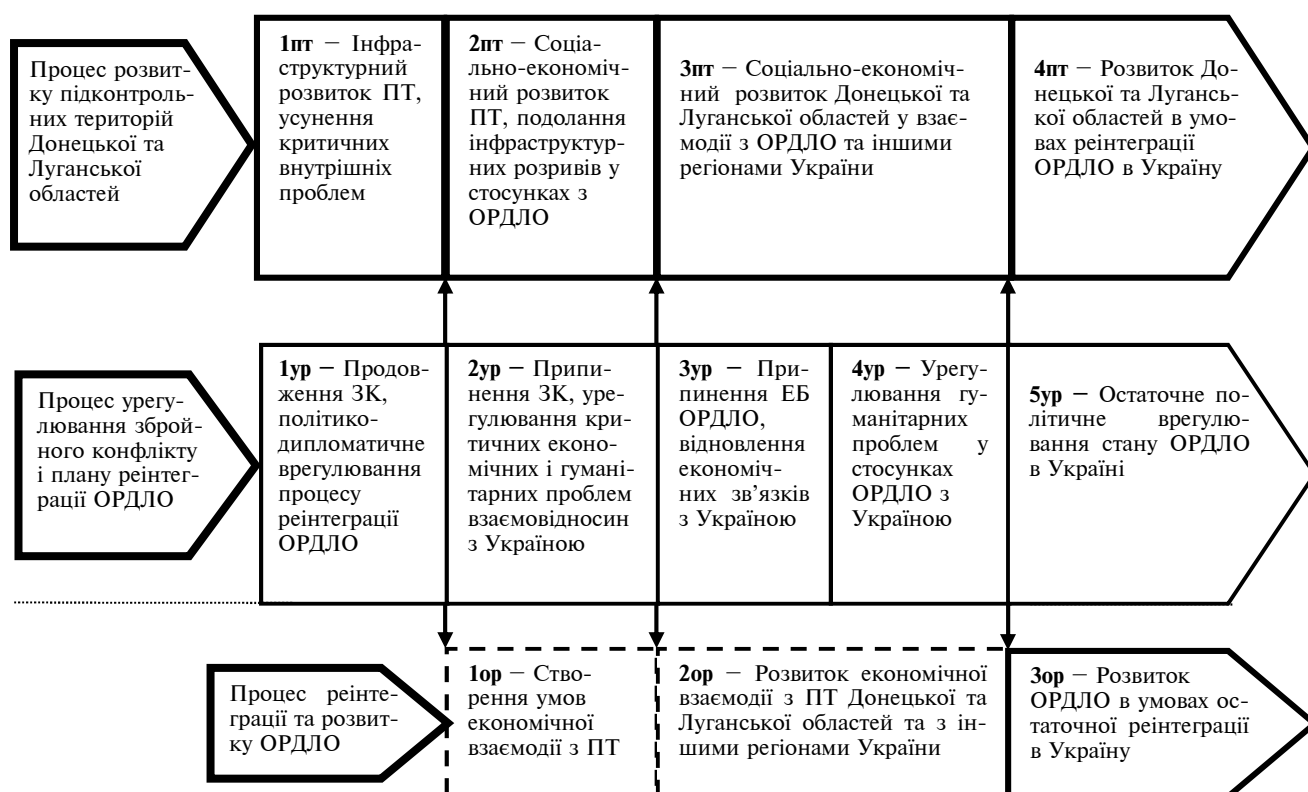 Процес розвит-
ку підконтроль-
них територій
Донецької та
Луганської
областей
1пт – Інфра-
структурний
розвиток ПТ,
усунення
критичних
внутрішніх
проблем
2пт – Соці-
ально-економіч-
ний розвиток
ПТ, подолання
інфраструктур-
них розривів у
стосунках з
ОРДЛО
3пт – Соціально-економіч-
ний розвиток Донецької та
Луганської областей у взає-
модії з ОРДЛО та іншими
регіонами України
4пт – Розвиток До-
нецької та Лугансь-
кої областей в умо-
вах реінтеграції
ОРДЛО в Україну
Процес урегу-
лювання зброй-
ного конфлікту
і плану реінтег-
рації ОРДЛО
1ур – Продов-
ження ЗК,
політико-
дипломатичне
врегулювання
процесу
реінтеграції
ОРДЛО
2ур – Припи-
нення ЗК, уре-
гулювання кри-
тичних еконо-
мічних і гумані-
тарних проблем
взаємовідносин
з Україною
3ур – При-
пинення ЕБ
ОРДЛО,
відновлення
економіч-
них зв’язків
з Україною
4ур – Урегу-
лювання гу-
манітарних
проблем у
стосунках
ОРДЛО з
Україною
5ур – Остаточне по-
літичне врегулю-
вання стану ОРДЛО
в Україні
Процес реінте-
грації та розвит-
ку ОРДЛО
1ор – Ство-
рення умов
економічної
взаємодії з ПТ
2ор – Розвиток економічної
взаємодії з ПТ Донецької та
Луганської областей та з ін-
шими регіонами України
3ор – Розвиток
ОРДЛО в умовах ос-
таточної реінтеграції
в Україну